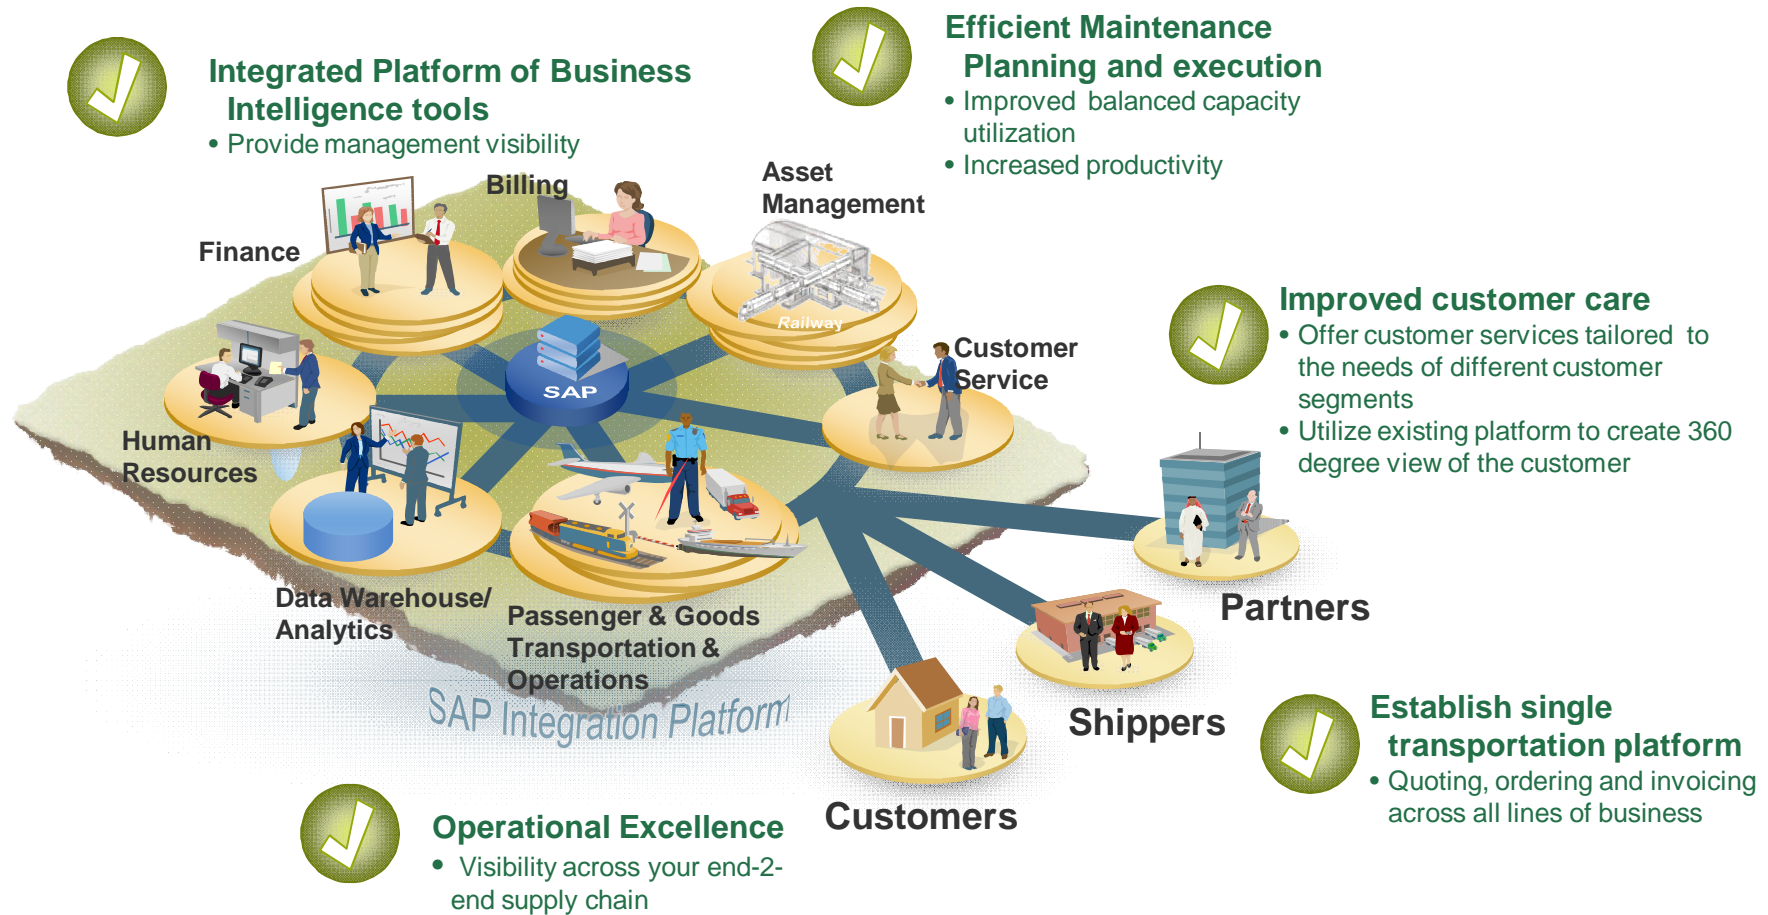 Integrated Platform of Business
Intelligence tools
• Provide management visibility
Efficient Maintenance
Planning and execution
• Improved balanced capacity
utilization
• Increased productivity
Billing
Asset
Management
Finance
Railway
Improved customer care
• Offer customer services tailored to
the needs of different customer
segments
• Utilize existing platform to create 360
degree view of the customer
Customer
Service
SAP
Human
Resources
Data Warehouse/
Analytics
Passenger & Goods
Transportation &
Operations
SAP Integration Platform
Partners
Shippers
Customers
Establish single
transportation platform
• Quoting, ordering and invoicing
across all lines of business
Operational Excellence
• Visibility across your end-2-
end supply chain